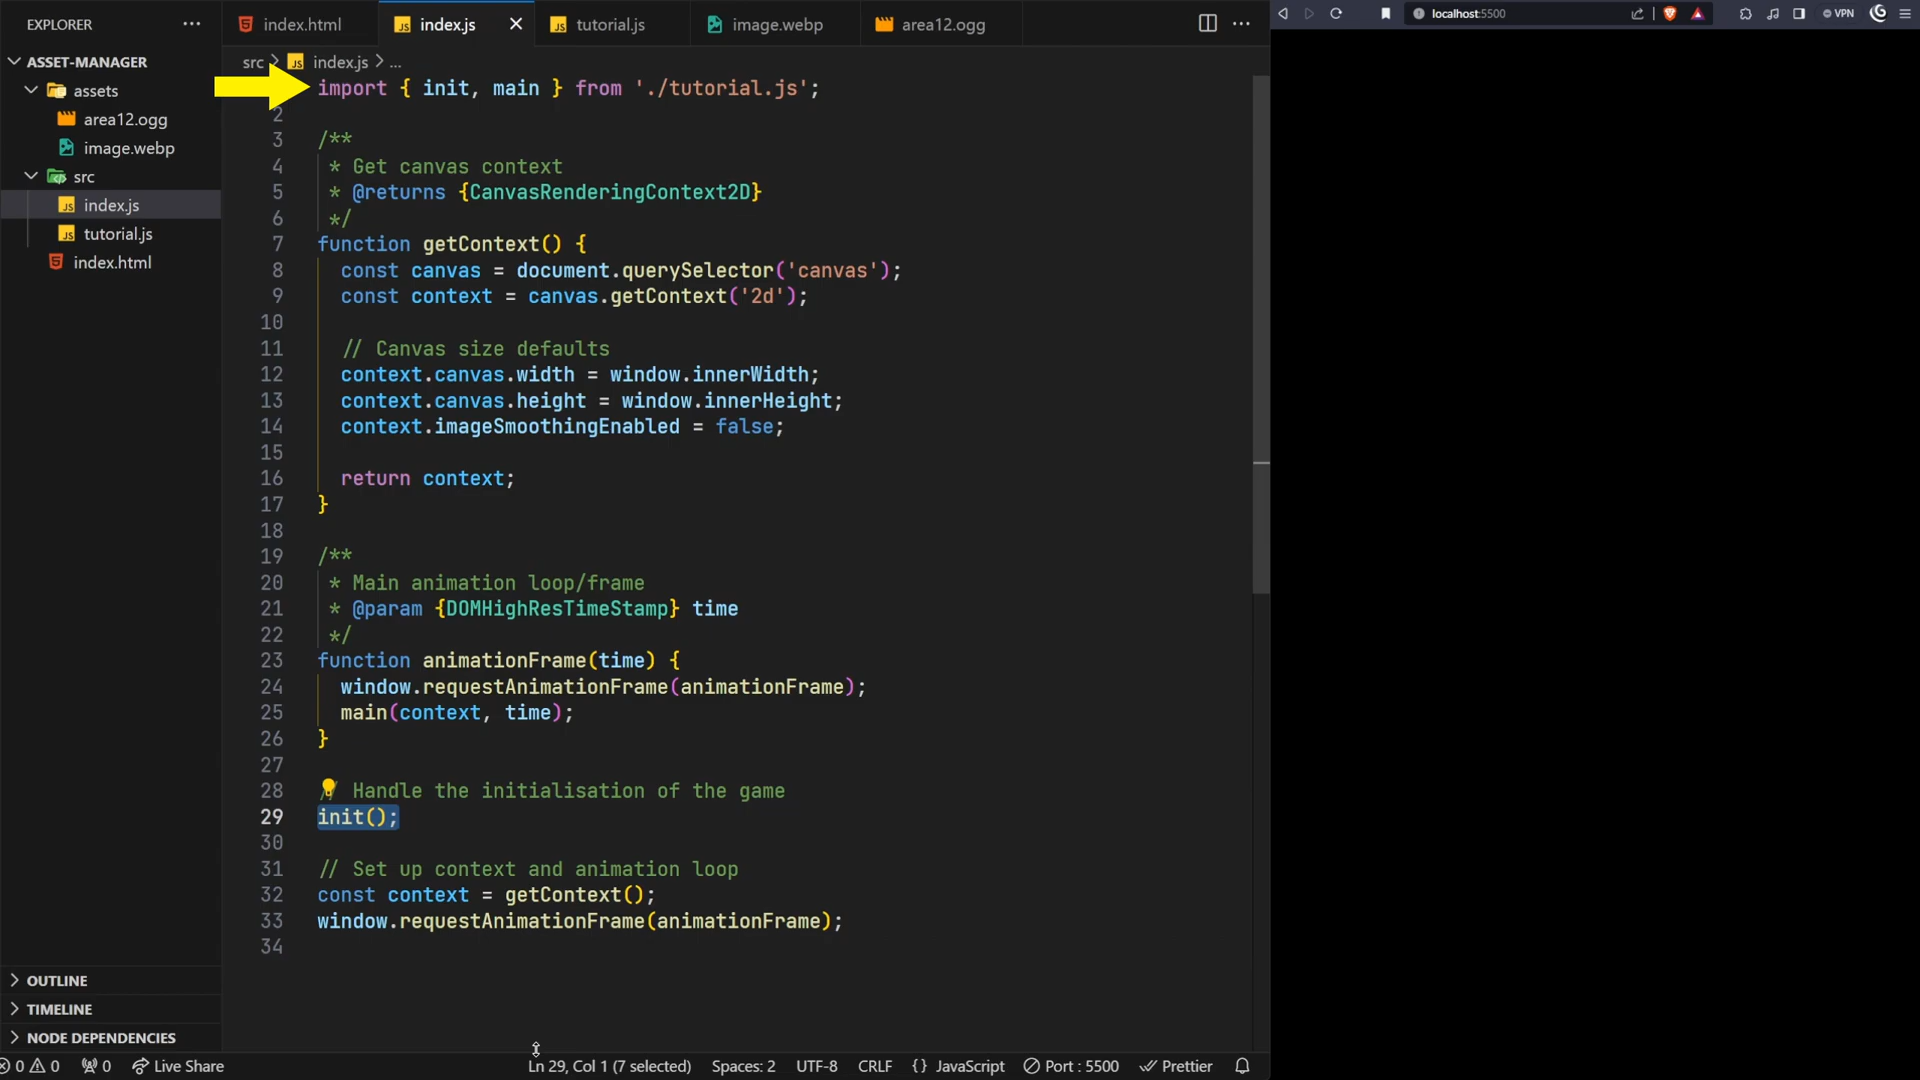 EXPLORER
index.html
index.js
tutorial.js
image.webp
area12.ogg
localhost:5500
VPN
ASSET-MANAGER
assets
area12.ogg
image.webp
src
index.js
tutorial.js
index.html
src > index.js > ...
import { init, main } from './tutorial.js';
2
3 /**
4 * Get canvas context
5 * @returns {CanvasRenderingContext2D}
6 */
7 function getContext() {
8 const canvas = document.querySelector('canvas');
9 const context = canvas.getContext('2d');
10
11 // Canvas size defaults
12 context.canvas.width = window.innerWidth;
13 context.canvas.height = window.innerHeight;
14 context.imageSmoothingEnabled = false;
15
16 return context;
17 }
18
19 /**
20 * Main animation loop/frame
21 * @param {DOMHighResTimeStamp} time
22 */
23 function animationFrame(time) {
24 window.requestAnimationFrame(animationFrame);
25 main(context, time);
26 }
27
28 // Handle the initialisation of the game
29 init();
30
31 // Set up context and animation loop
32 const context = getContext();
33 window.requestAnimationFrame(animationFrame);
34
OUTLINE
TIMELINE
NODE DEPENDENCIES
0 0 0 Live Share Ln 29, Col 1 (7 selected) Spaces: 2 UTF-8 CRLF {} JavaScript Port : 5500 Prettier